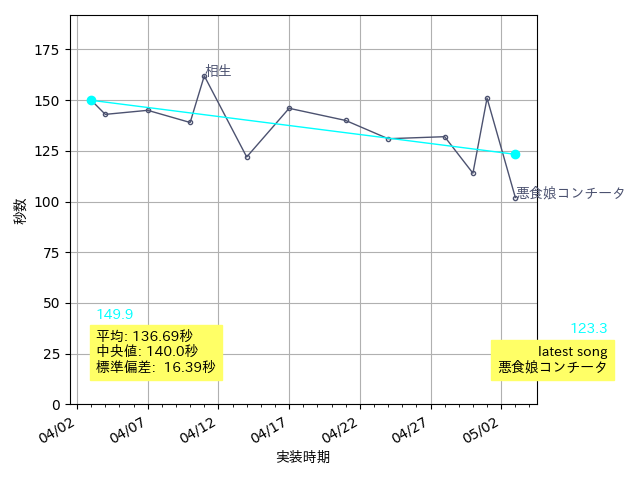 175
150
125
100
75
50
25
0
秒数
相生
悪食娘コンチータ
149.9
平均: 136.69秒
中央値: 140.0秒
標準偏差: 16.39秒
123.3
latest song
悪食娘コンチータ
04/02
04/07
04/12
04/17
04/22
04/27
05/02
実装時期